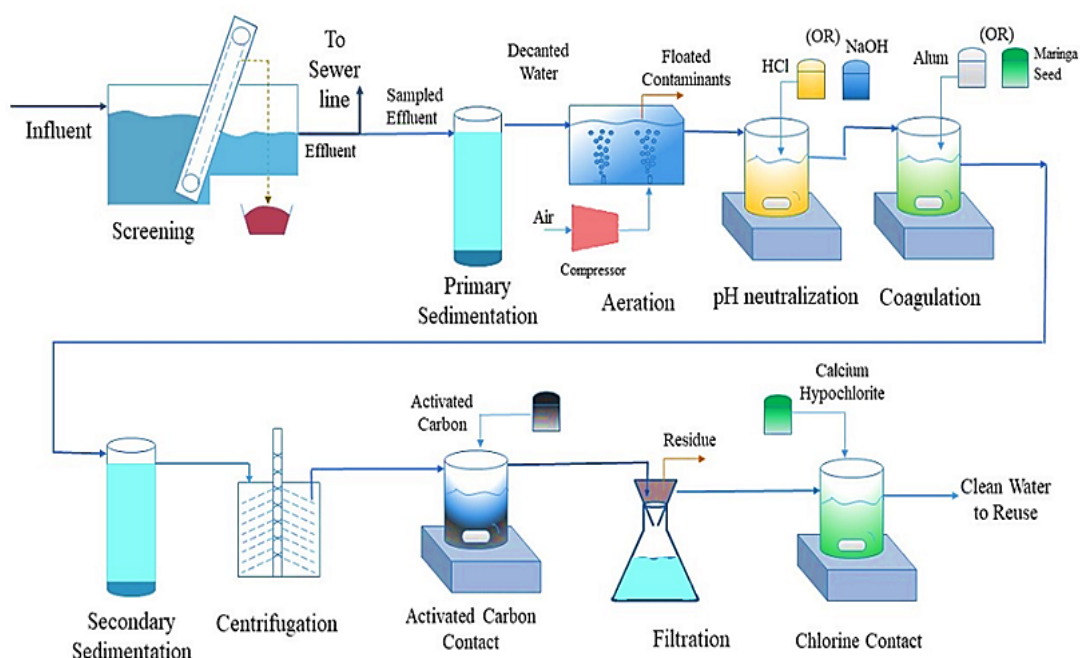 To
Sewer
line
Influent
Effluent
Screening
Sampled
Effluent
Primary
Sedimentation
Decanted
Water
Floated
Contaminants
Air
Compressor
Aeration
HCl
(OR)
NaOH
pH neutralization
Alum
(OR)
Maringa
Seed
Coagulation
Secondary
Sedimentation
Centrifugation
Activated
Carbon
Activated Carbon
Contact
Residue
Filtration
Calcium
Hypochlorite
Chlorine Contact
Clean Water
to Reuse